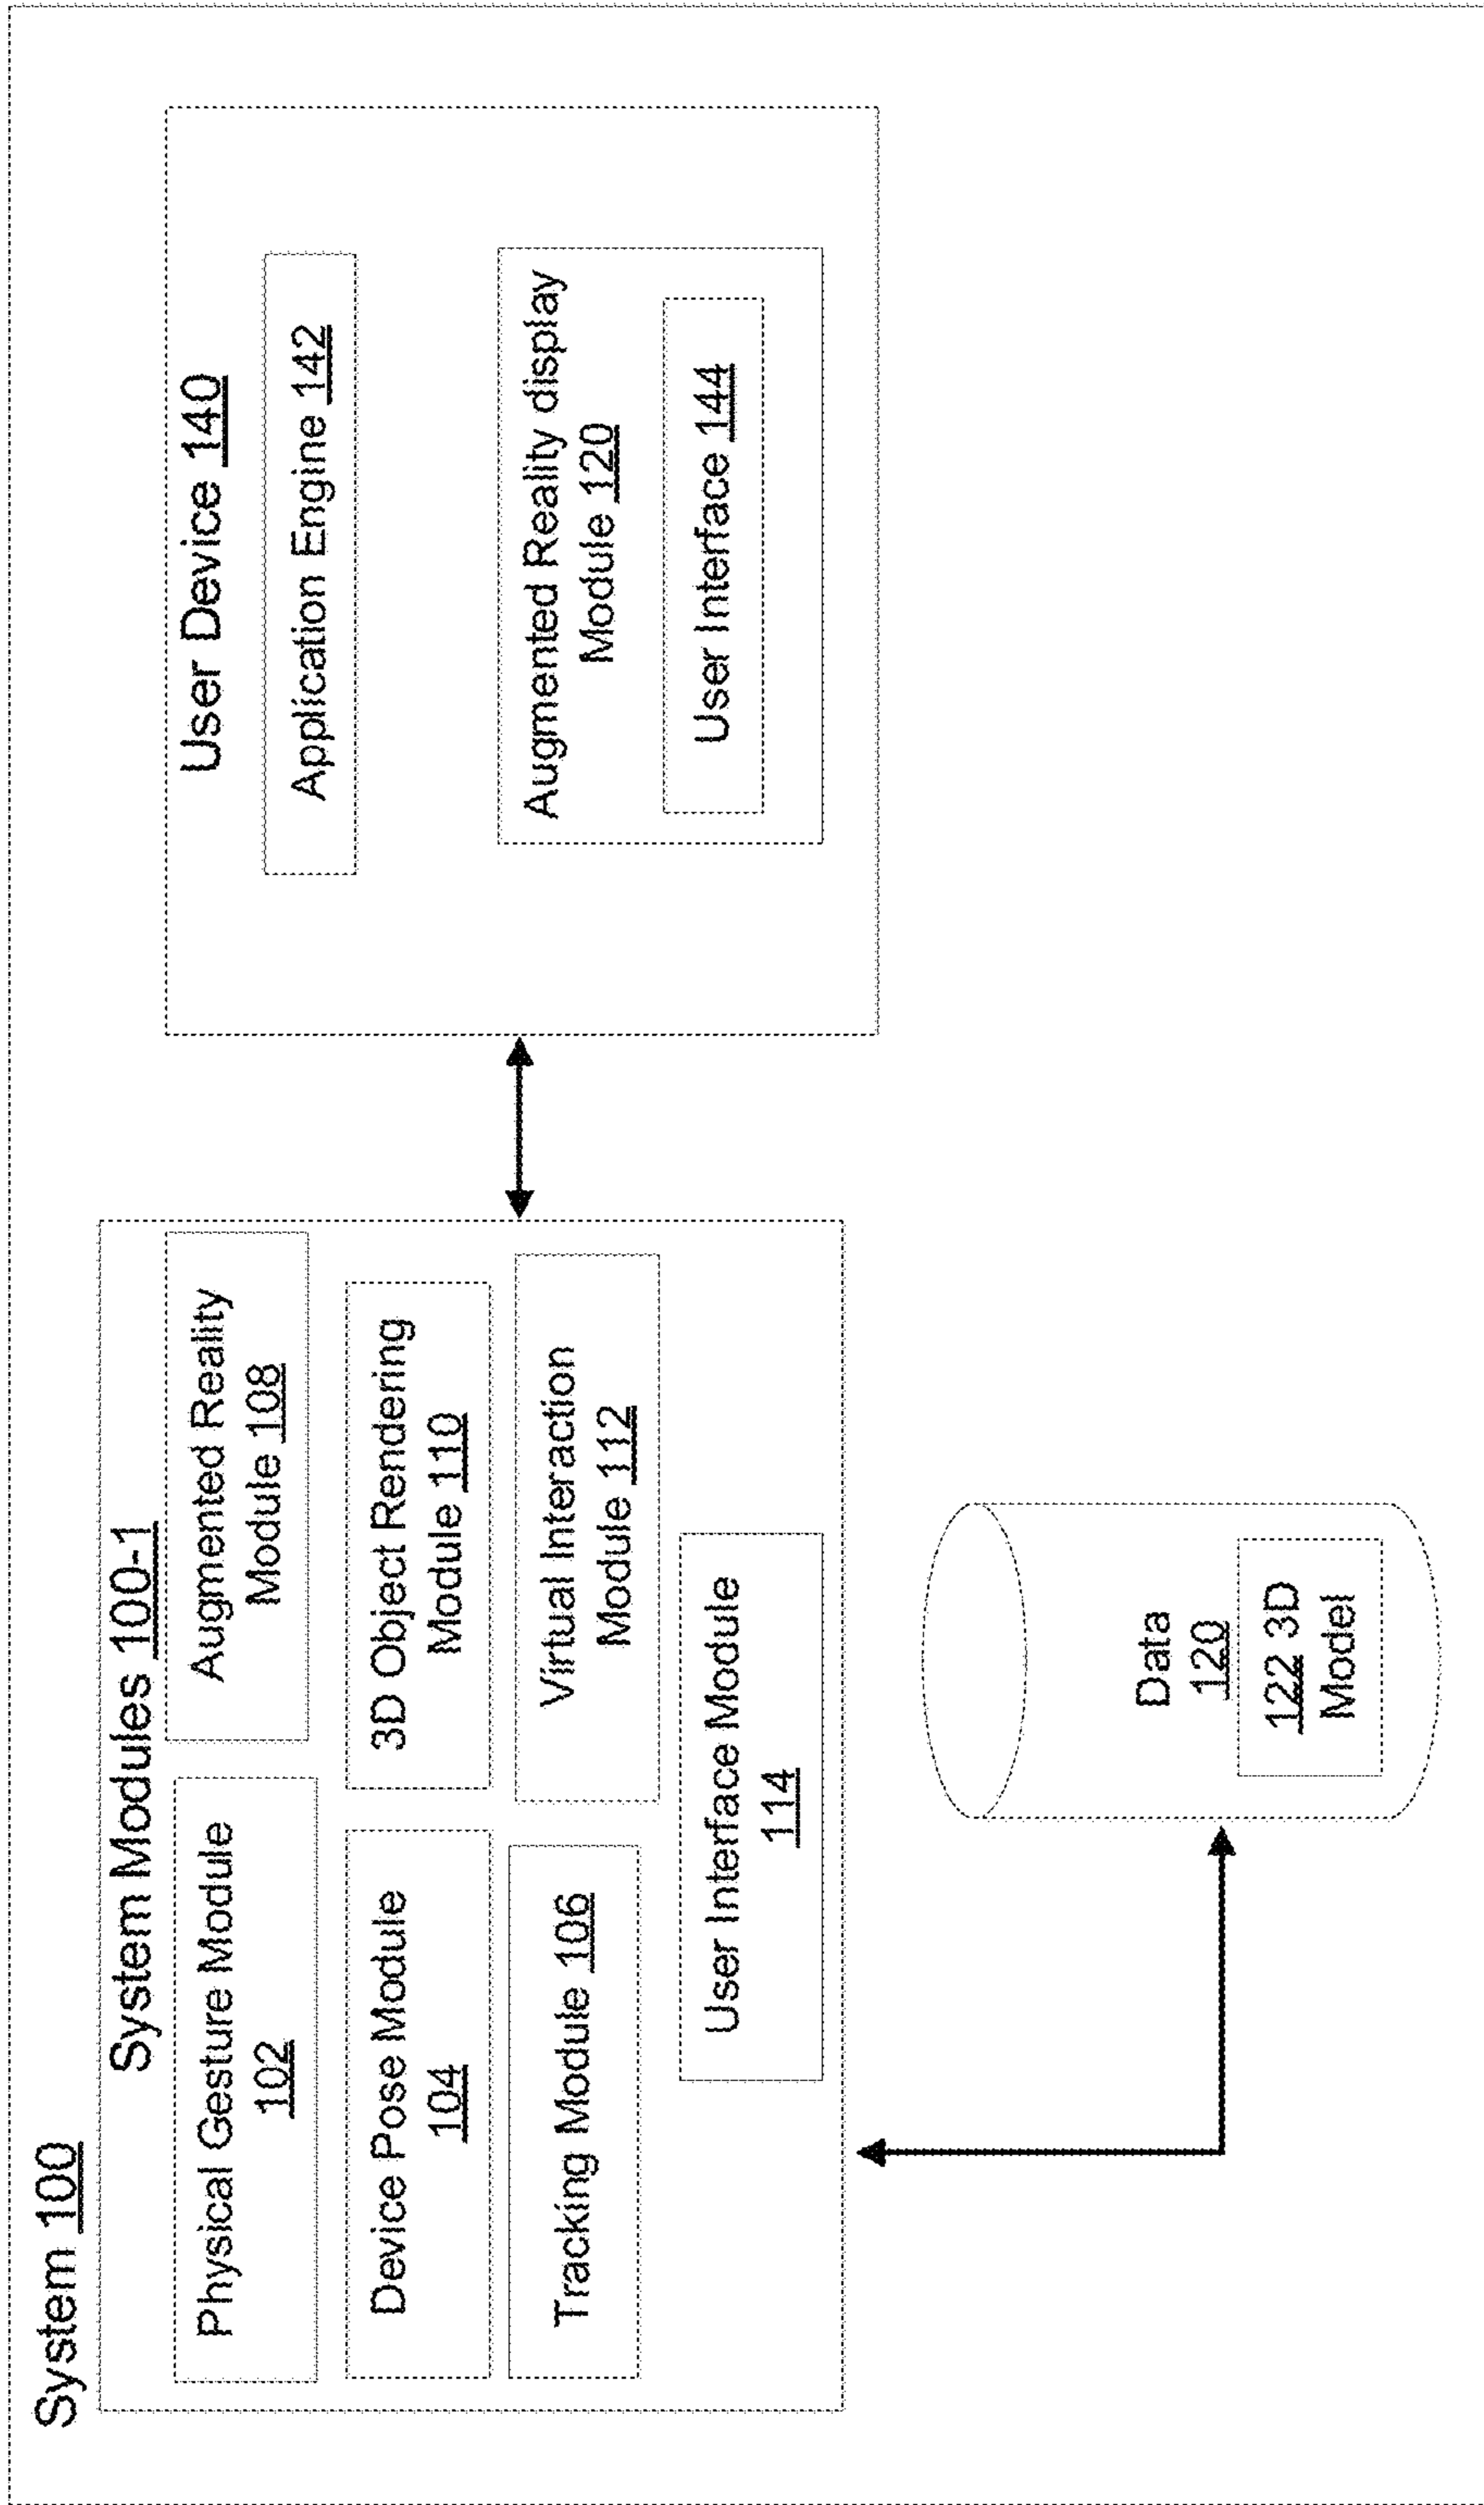 System 100
System Modules 100-1
Physical Gesture Module
102
Augmented Reality
Module 108
Device Pose Module
104
3D Object Rendering
Module 110
Tracking Module 106
Virtual Interaction
Module 112
User Interface Module
114
Data
120
122 3D
Model
User Device 140
Application Engine 142
Augmented Reality display
Module 120
User Interface 144